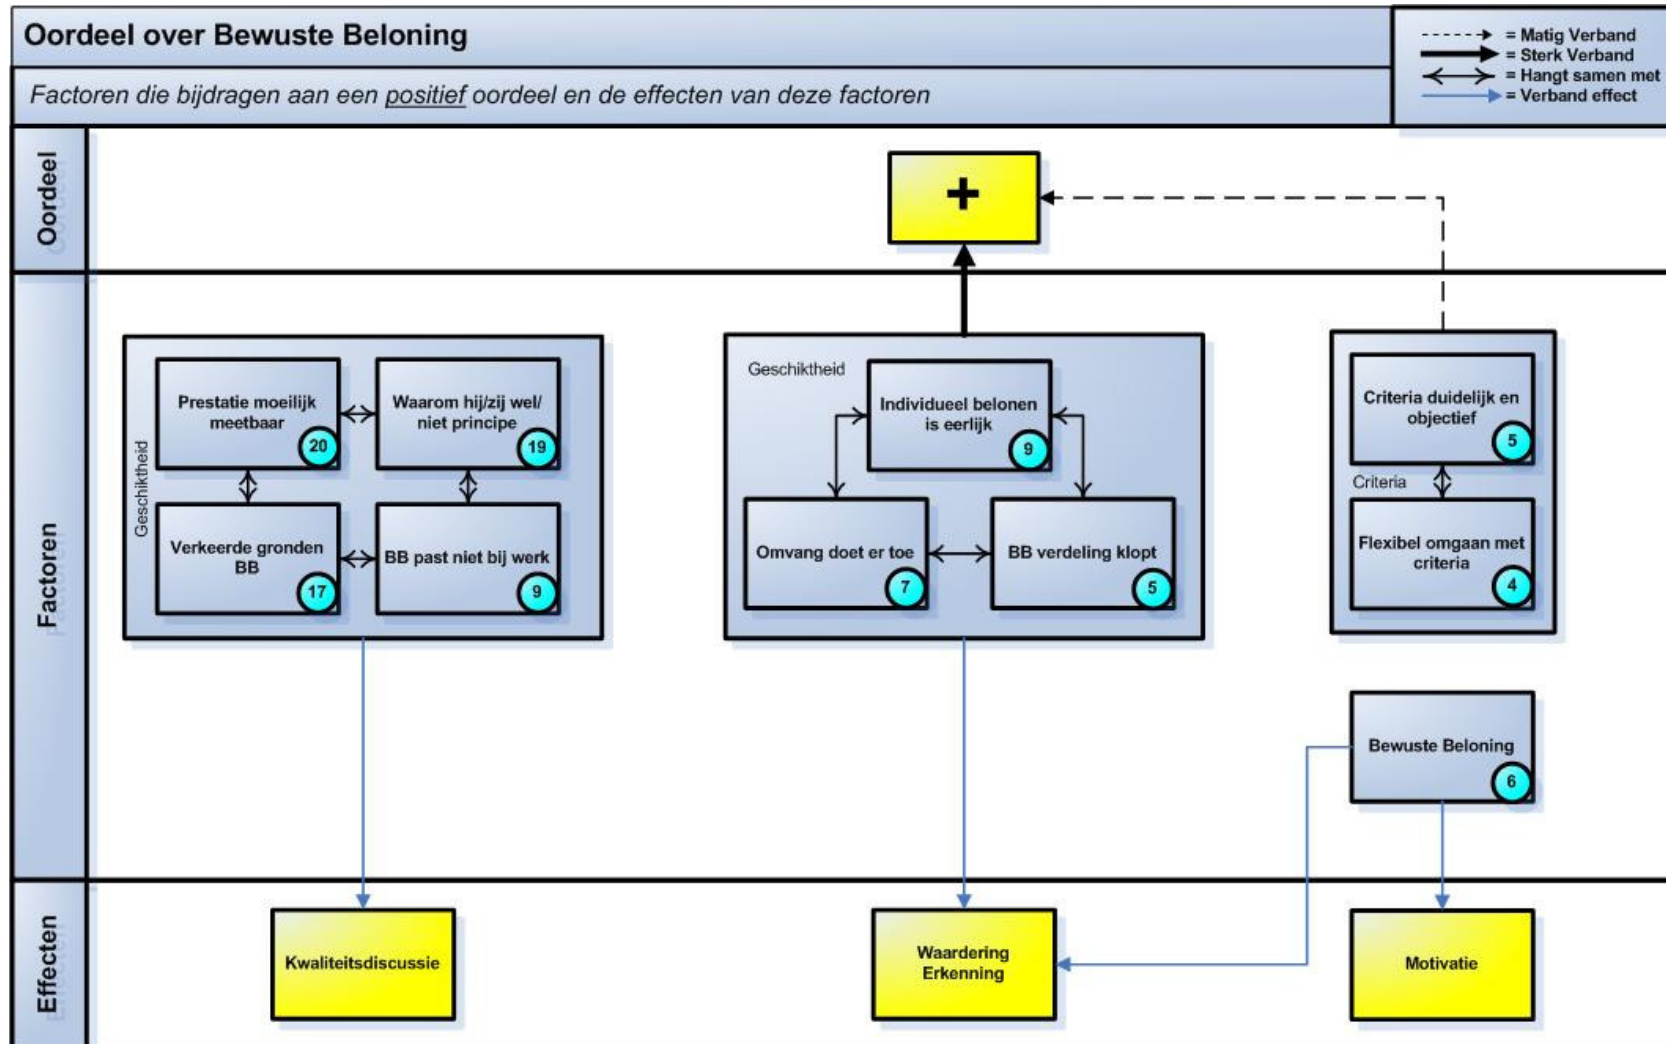 Oordeel over Bewuste Beloning
Factoren die bijdragen aan een positief oordeel en de effecten van deze factoren
= Matig Verband
= Sterk Verband
= Hangt samen met
= Verband effect
Oordeel
+
Factoren
Geschiktheid
Prestatie moeilijk
meetbaar
20
Waarom hij/zij wel/
niet principe
19
Verkeerde gronden
BB
17
BB past niet bij werk
9
Geschiktheid
Individueel belonen
is eerlijk
9
Omvang doet er toe
7
BB verdeling klopt
5
Criteria duidelijk en
objectief
5
Criteria
Flexibel omgaan met
criteria
4
Bewuste Beloning
6
Effecten
Kwaliteitsdiscussie
Waardering
Erkenning
Motivatie